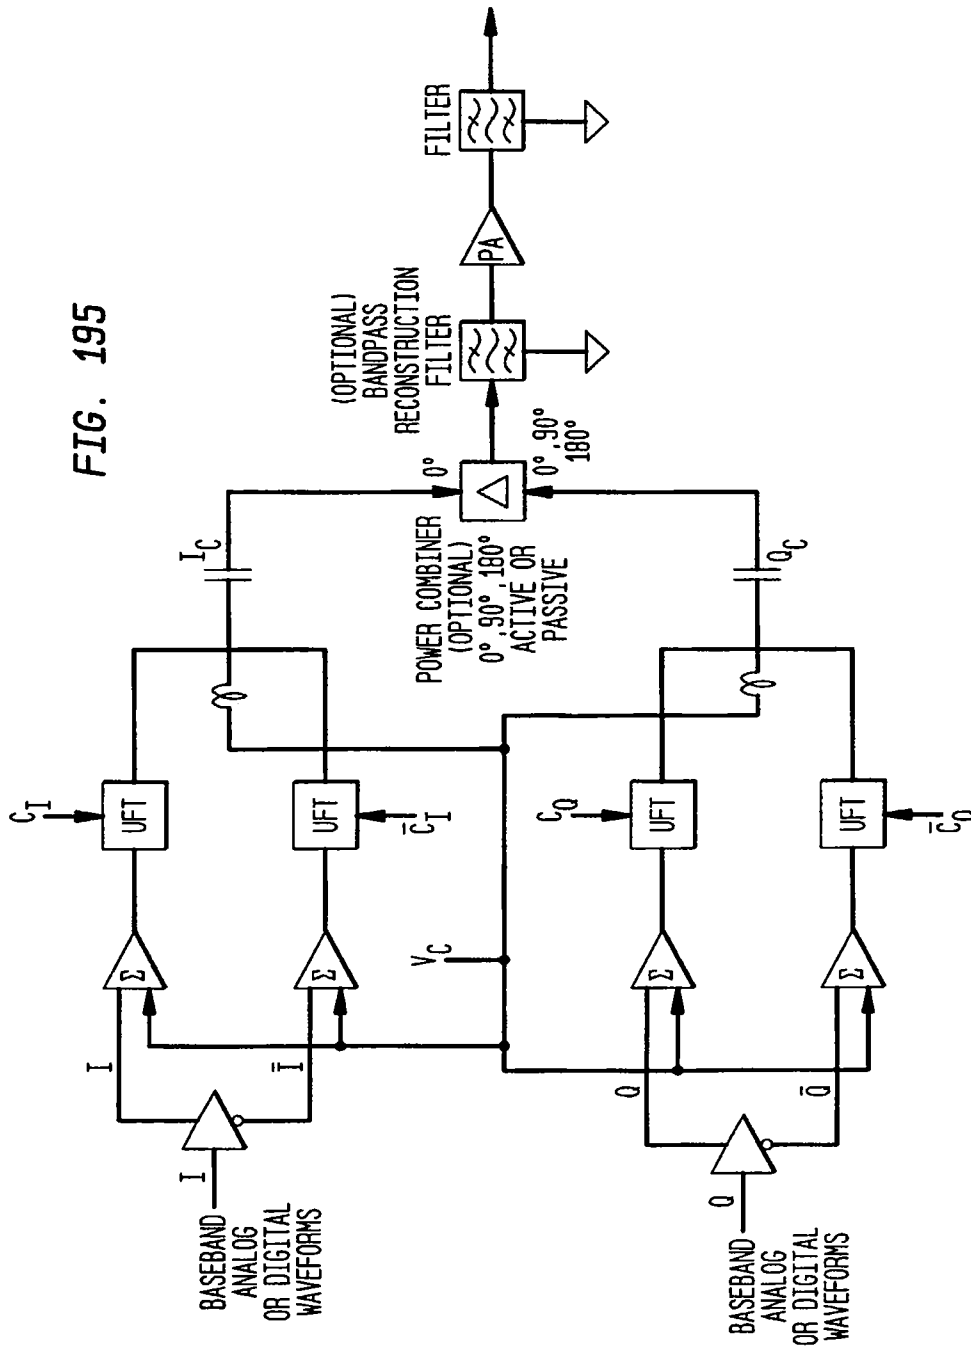 FIG. 195
BASEBAND
ANALOG
OR DIGITAL
WAVEFORMS
I
I
Ī
Σ
Σ
C_I
UFT
UFT
C̄_I
I_C
V_C
BASEBAND
ANALOG
OR DIGITAL
WAVEFORMS
Q
Q
Q̄
Σ
Σ
C_Q
UFT
UFT
C̄_Q
Q_C
POWER COMBINER
(OPTIONAL)
0°,90°,180°
ACTIVE OR
PASSIVE
0°
0°,90°
180°
(OPTIONAL)
BANDPASS
RECONSTRUCTION
FILTER
PA
FILTER